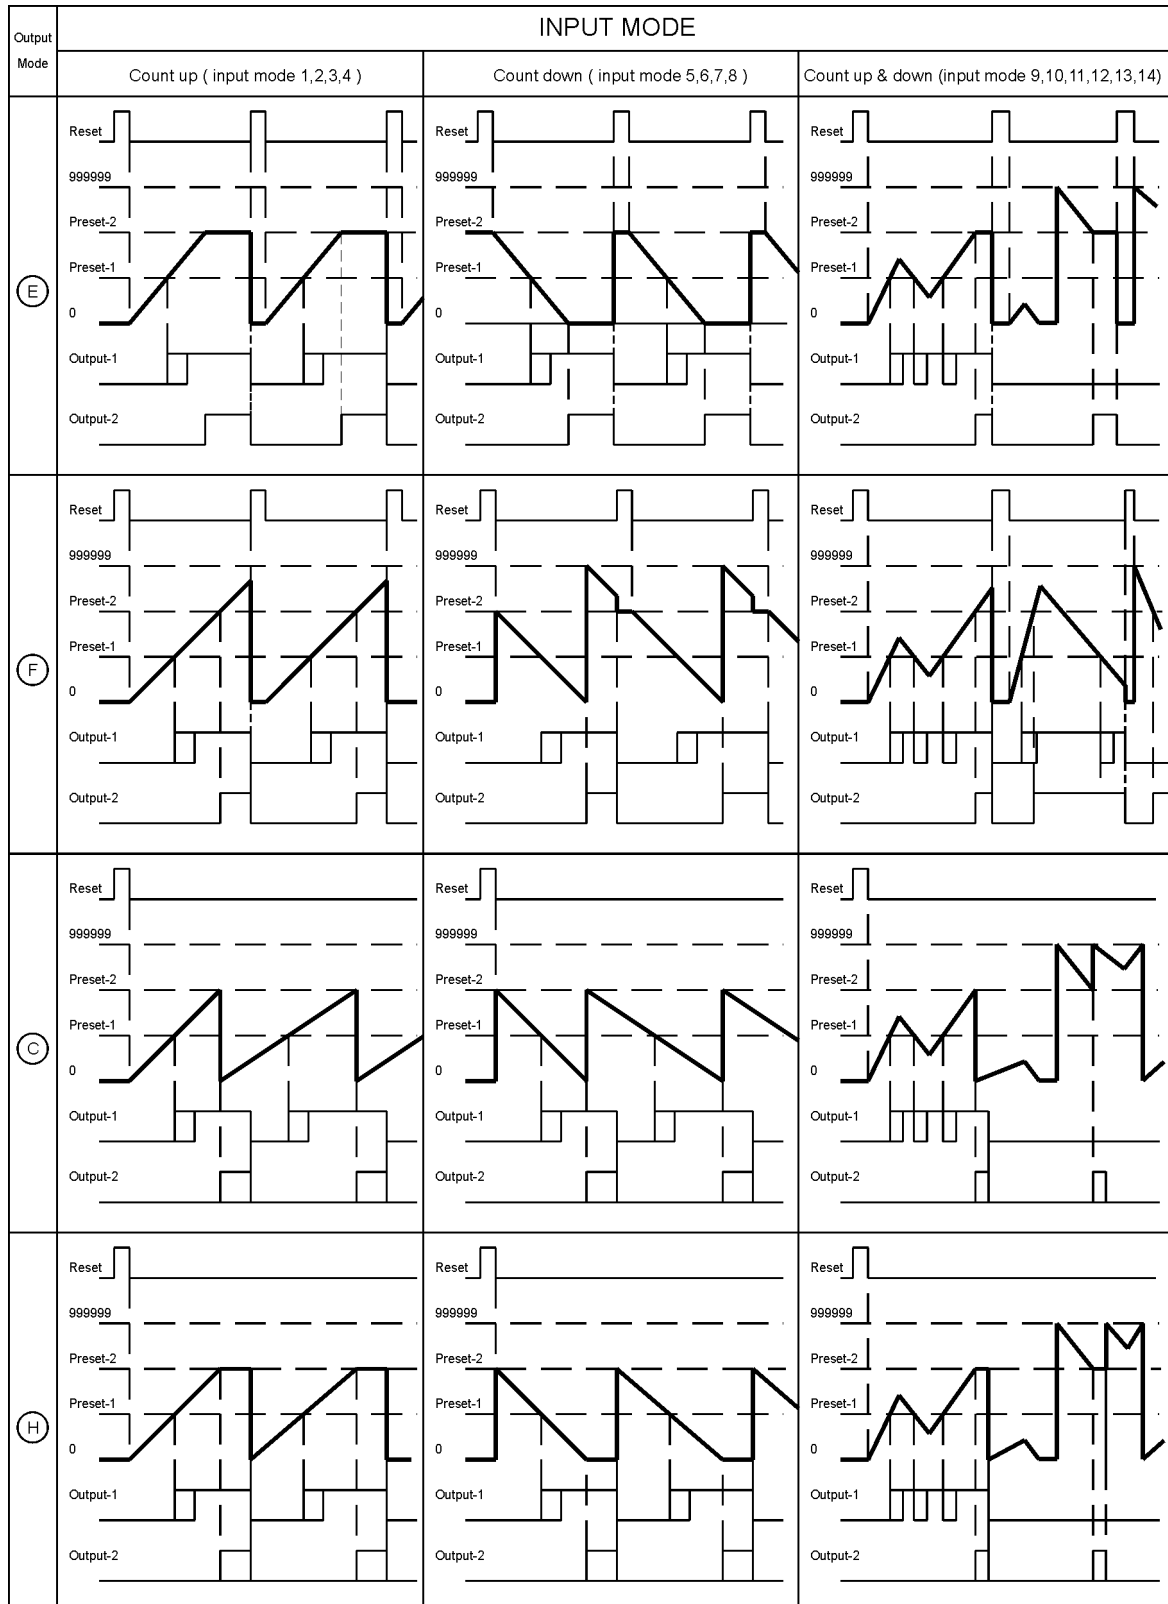 INPUT MODE
Output
Mode
Count up ( input mode 1,2,3,4 )
Count down ( input mode 5,6,7,8 )
Count up & down (input mode 9,10,11,12,13,14)
E
Reset
999999
Preset-2
Preset-1
0
Output-1
Output-2
Reset
999999
Preset-2
Preset-1
0
Output-1
Output-2
Reset
999999
Preset-2
Preset-1
0
Output-1
Output-2
F
Reset
999999
Preset-2
Preset-1
0
Output-1
Output-2
Reset
999999
Preset-2
Preset-1
0
Output-1
Output-2
Reset
999999
Preset-2
Preset-1
0
Output-1
Output-2
C
Reset
999999
Preset-2
Preset-1
0
Output-1
Output-2
Reset
999999
Preset-2
Preset-1
0
Output-1
Output-2
Reset
999999
Preset-2
Preset-1
0
Output-1
Output-2
H
Reset
999999
Preset-2
Preset-1
0
Output-1
Output-2
Reset
999999
Preset-2
Preset-1
0
Output-1
Output-2
Reset
999999
Preset-2
Preset-1
0
Output-1
Output-2